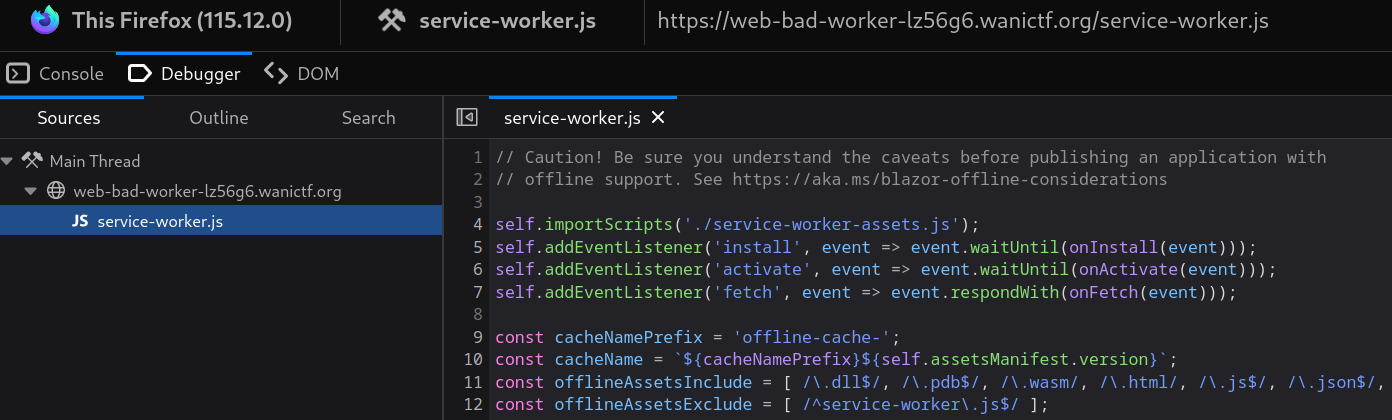 This Firefox (115.12.0)
service-worker.js
https://web-bad-worker-lz56g6.wanictf.org/service-worker.js
Console
Debugger
DOM
Sources
Outline
Search
service-worker.js
Main Thread
web-bad-worker-lz56g6.wanictf.org
JS service-worker.js
1 // Caution! Be sure you understand the caveats before publishing an application with
2 // offline support. See https://aka.ms/blazor-offline-considerations
3
4 self.importScripts('./service-worker-assets.js');
5 self.addEventListener('install', event => event.waitUntil(onInstall(event)));
6 self.addEventListener('activate', event => event.waitUntil(onActivate(event)));
7 self.addEventListener('fetch', event => event.respondWith(onFetch(event)));
8
9 const cacheNamePrefix = 'offline-cache-';
10 const cacheName = `${cacheNamePrefix}${self.assetsManifest.version}`;
11 const offlineAssetsInclude = [ /\.dll$/, /\.pdb$/, /\.wasm/, /\.html/, /\.js$/, /\.json$/,
12 const offlineAssetsExclude = [ /^service-worker\.js$/ ];